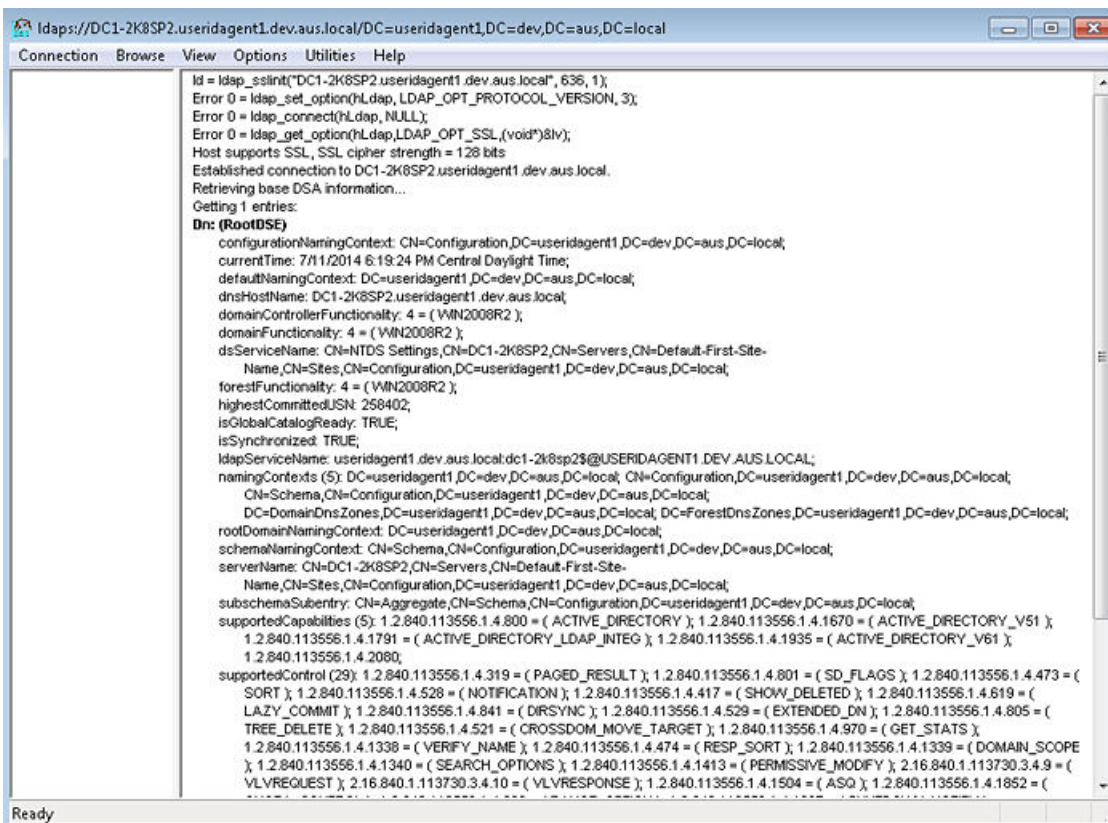 ldaps://DC1-2K8SP2.useridagent1.dev.aus.local/DC=useridagent1,DC=dev,DC=aus,DC=local
Connection Browse View Options Utilities Help
ld = ldap_sslinit("DC1-2K8SP2.useridagent1.dev.aus.local", 636, 1);
Error 0 = ldap_set_option(hLdap, LDAP_OPT_PROTOCOL_VERSION, 3);
Error 0 = ldap_connect(hLdap, NULL);
Error 0 = ldap_get_option(hLdap,LDAP_OPT_SSL,(void*)&lv);
Host supports SSL, SSL cipher strength = 128 bits
Established connection to DC1-2K8SP2.useridagent1.dev.aus.local.
Retrieving base DSA information...
Getting 1 entries:
Dn: (RootDSE)
configurationNamingContext: CN=Configuration,DC=useridagent1,DC=dev,DC=aus,DC=local;
currentTime: 7/11/2014 6:19:24 PM Central Daylight Time;
defaultNamingContext: DC=useridagent1,DC=dev,DC=aus,DC=local;
dnsHostName: DC1-2K8SP2.useridagent1.dev.aus.local;
domainControllerFunctionality: 4 = ( WIN2008R2 );
domainFunctionality: 4 = ( WIN2008R2 );
dsServiceName: CN=NTDS Settings,CN=DC1-2K8SP2,CN=Servers,CN=Default-First-Site-
Name,CN=Sites,CN=Configuration,DC=useridagent1,DC=dev,DC=aus,DC=local;
forestFunctionality: 4 = ( WIN2008R2 );
highestCommittedUSN: 258402;
isGlobalCatalogReady: TRUE;
isSynchronized: TRUE;
ldapServiceName: useridagent1.dev.aus.local:dc1-2k8sp2$@USERIDAGENT1.DEV.AUS.LOCAL;
namingContexts (5): DC=useridagent1,DC=dev,DC=aus,DC=local; CN=Configuration,DC=useridagent1,DC=dev,DC=aus,DC=local;
CN=Schema,CN=Configuration,DC=useridagent1,DC=dev,DC=aus,DC=local;
DC=DomainDnsZones,DC=useridagent1,DC=dev,DC=aus,DC=local; DC=ForestDnsZones,DC=useridagent1,DC=dev,DC=aus,DC=local;
rootDomainNamingContext: DC=useridagent1,DC=dev,DC=aus,DC=local;
schemaNamingContext: CN=Schema,CN=Configuration,DC=useridagent1,DC=dev,DC=aus,DC=local;
serverName: CN=DC1-2K8SP2,CN=Servers,CN=Default-First-Site-
Name,CN=Sites,CN=Configuration,DC=useridagent1,DC=dev,DC=aus,DC=local;
subschemaSubentry: CN=Aggregate,CN=Schema,CN=Configuration,DC=useridagent1,DC=dev,DC=aus,DC=local;
supportedCapabilities (5): 1.2.840.113556.1.4.800 = ( ACTIVE_DIRECTORY ); 1.2.840.113556.1.4.1670 = ( ACTIVE_DIRECTORY_V51 );
1.2.840.113556.1.4.1791 = ( ACTIVE_DIRECTORY_LDAP_INTEG ); 1.2.840.113556.1.4.1935 = ( ACTIVE_DIRECTORY_V61 );
1.2.840.113556.1.4.2080;
supportedControl (29): 1.2.840.113556.1.4.319 = ( PAGED_RESULT ); 1.2.840.113556.1.4.801 = ( SD_FLAGS ); 1.2.840.113556.1.4.473 = (
SORT ); 1.2.840.113556.1.4.528 = ( NOTIFICATION ); 1.2.840.113556.1.4.417 = ( SHOW_DELETED ); 1.2.840.113556.1.4.619 = (
LAZY_COMMIT ); 1.2.840.113556.1.4.841 = ( DIRSYNC ); 1.2.840.113556.1.4.529 = ( EXTENDED_DN ); 1.2.840.113556.1.4.805 = (
TREE_DELETE ); 1.2.840.113556.1.4.521 = ( CROSSDOM_MOVE_TARGET ); 1.2.840.113556.1.4.970 = ( GET_STATS );
1.2.840.113556.1.4.1338 = ( VERIFY_NAME ); 1.2.840.113556.1.4.474 = ( RESP_SORT ); 1.2.840.113556.1.4.1339 = ( DOMAIN_SCOPE
); 1.2.840.113556.1.4.1340 = ( SEARCH_OPTIONS ); 1.2.840.113556.1.4.1413 = ( PERMISSIVE_MODIFY ); 2.16.840.1.113730.3.4.9 = (
VLVREQUEST ); 2.16.840.1.113730.3.4.10 = ( VLVRESPONSE ); 1.2.840.113556.1.4.1504 = ( ASQ ); 1.2.840.113556.1.4.1852 = (
Ready